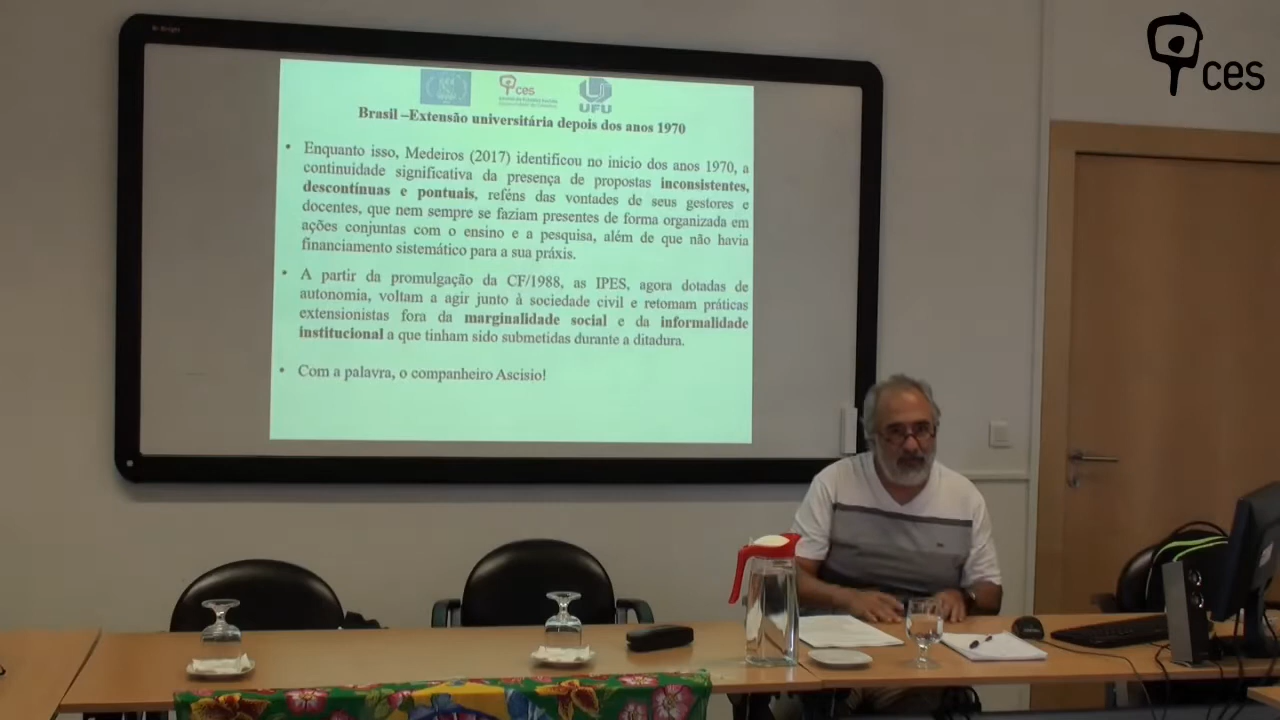 ces
ces
UFU
Brasil –Extensão universitária depois dos anos 1970
• Enquanto isso, Medeiros (2017) identificou no inicio dos anos 1970, a
continuidade significativa da presença de propostas inconsistentes,
descontínuas e pontuais, reféns das vontades de seus gestores e
docentes, que nem sempre se faziam presentes de forma organizada em
ações conjuntas com o ensino e a pesquisa, além de que não havia
financiamento sistemático para a sua práxis.
• A partir da promulgação da CF/1988, as IPES, agora dotadas de
autonomia, voltam a agir junto à sociedade civil e retomam práticas
extensionistas fora da marginalidade social e da informalidade
institucional a que tinham sido submetidas durante a ditadura.
• Com a palavra, o companheiro Ascisio!